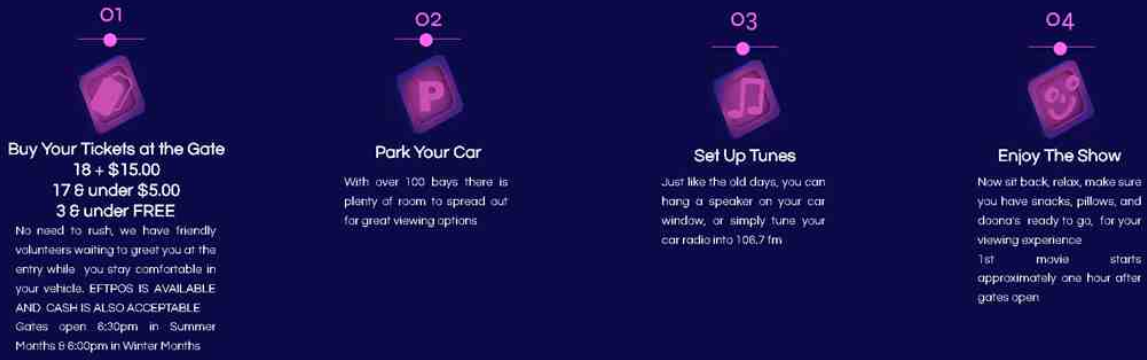 01
Buy Your Tickets at the Gate
18 + $15.00
17 & under $5.00
3 & under FREE
No need to rush, we have friendly
volunteers waiting to greet you at the
entry while you stay comfortable in
your vehicle. EFTPOS IS AVAILABLE
AND CASH IS ALSO ACCEPTABLE
Gates open 6:30pm in Summer
Months & 6:00pm in Winter Months
02
P
Park Your Car
With over 100 bays there is
plenty of room to spread out
for great viewing options
03
Set Up Tunes
Just like the old days, you can
hang a speaker on your car
window, or simply tune your
car radio into 106.7 fm
04
Enjoy The Show
Now sit back, relax, make sure
you have snacks, pillows, and
doona's ready to go, for your
viewing experience
1st movie starts
approximately one hour after
gates open